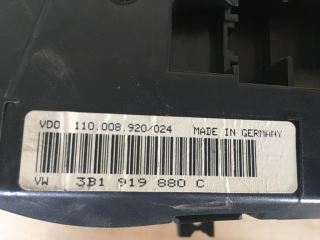 VDO 110.008.920/024 MADE IN GERMANY
VW 3B1 919 880 C